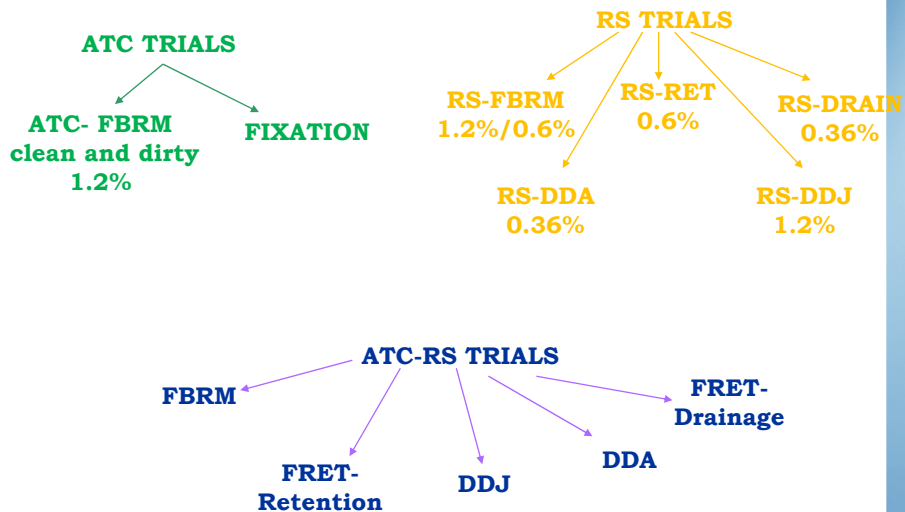 ATC TRIALS
ATC- FBRM
clean and dirty
1.2%
FIXATION
RS TRIALS
RS-FBRM
1.2%/0.6%
RS-RET
0.6%
RS-DRAIN
0.36%
RS-DDA
0.36%
RS-DDJ
1.2%
ATC-RS TRIALS
FBRM
FRET-
Retention
DDJ
DDA
FRET-
Drainage